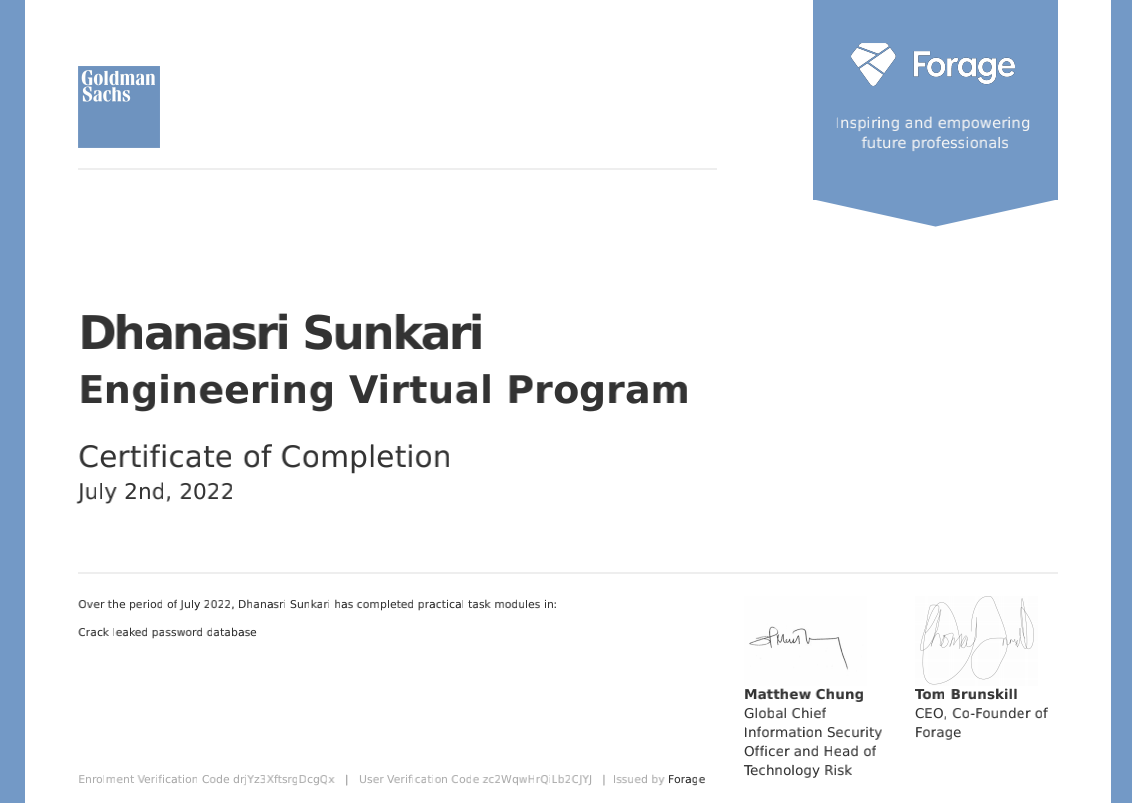 Goldman
Sachs
Forage
Inspiring and empowering
future professionals
Dhanasri Sunkari
Engineering Virtual Program
Certificate of Completion
July 2nd, 2022
Over the period of July 2022, Dhanasri Sunkari has completed practical task modules in:
Crack leaked password database
Matthew Chung
Global Chief
Information Security
Officer and Head of
Technology Risk
Tom Brunskill
CEO, Co-Founder of
Forage
Enrolment Verification Code drjYz3XftsrgDcgQx | User Verification Code zc2WqwHrQiLb2CJYJ | Issued by Forage